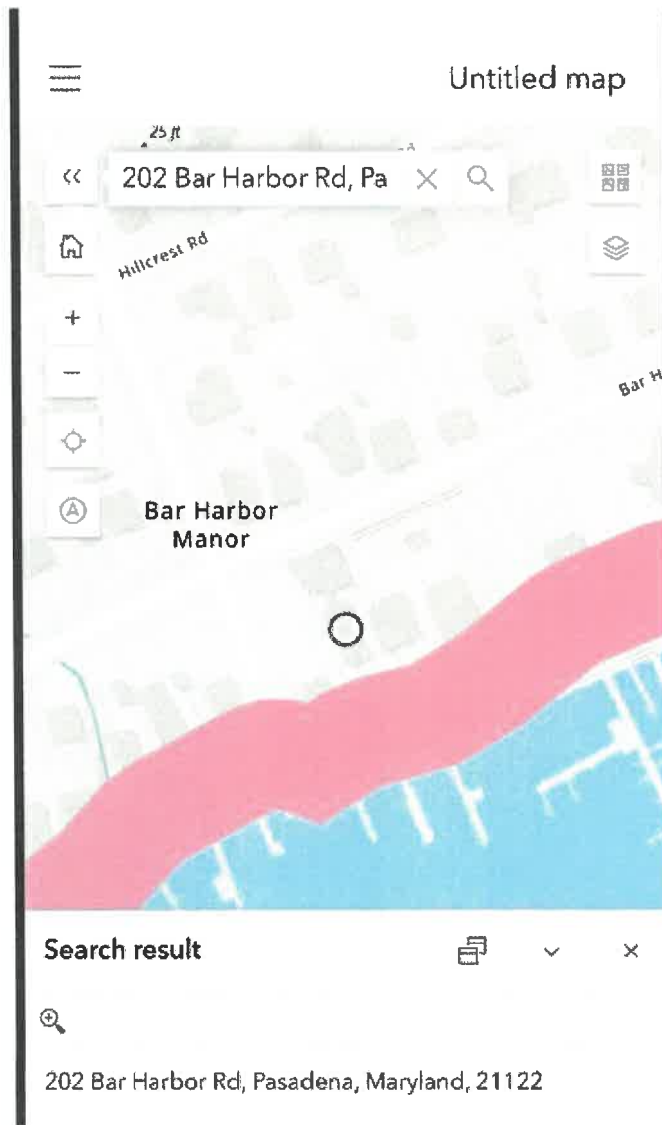 Untitled map
25 ft
202 Bar Harbor Rd, Pa
Hillcrest Rd
Bar H
Bar Harbor
Manor
Search result
202 Bar Harbor Rd, Pasadena, Maryland, 21122